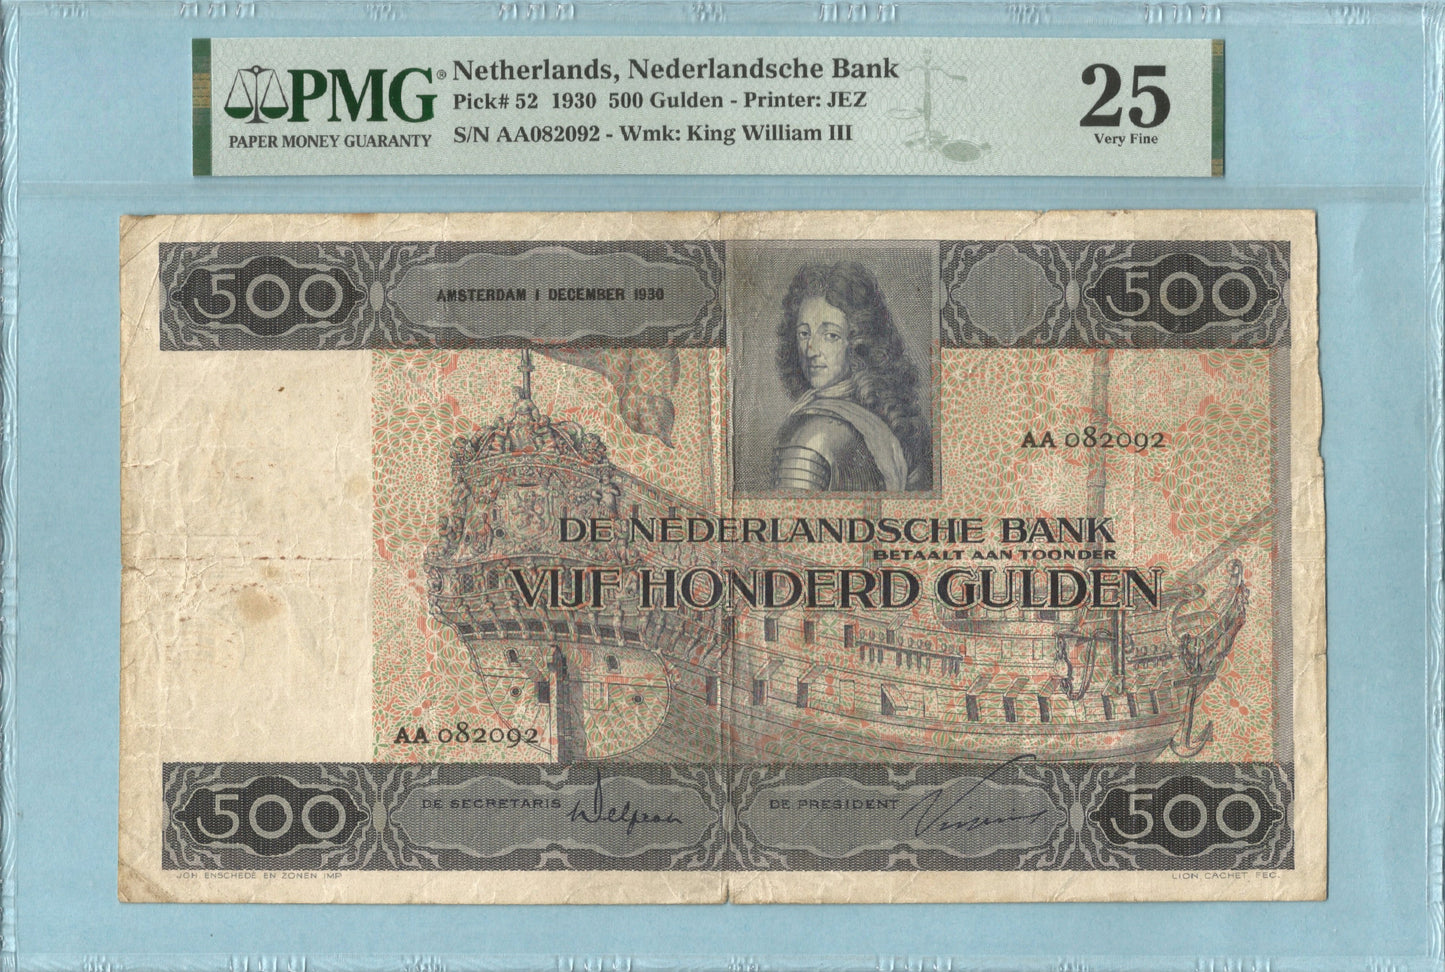 PMG®
PAPER MONEY GUARANTY
Netherlands, Nederlandsche Bank
Pick# 52 1930 500 Gulden - Printer: JEZ
S/N AA082092 - Wmk: King William III
25
Very Fine
500
AMSTERDAM 1 DECEMBER 1930
500
AA 082092
DE NEDERLANDSCHE BANK
BETAALT AAN TOONDER
VIJF HONDERD GULDEN
AA 082092
500
DE SECRETARIS
DE PRESIDENT
500
JOH. ENSCHEDÉ EN ZONEN IMP.
LION CACHET FEC.